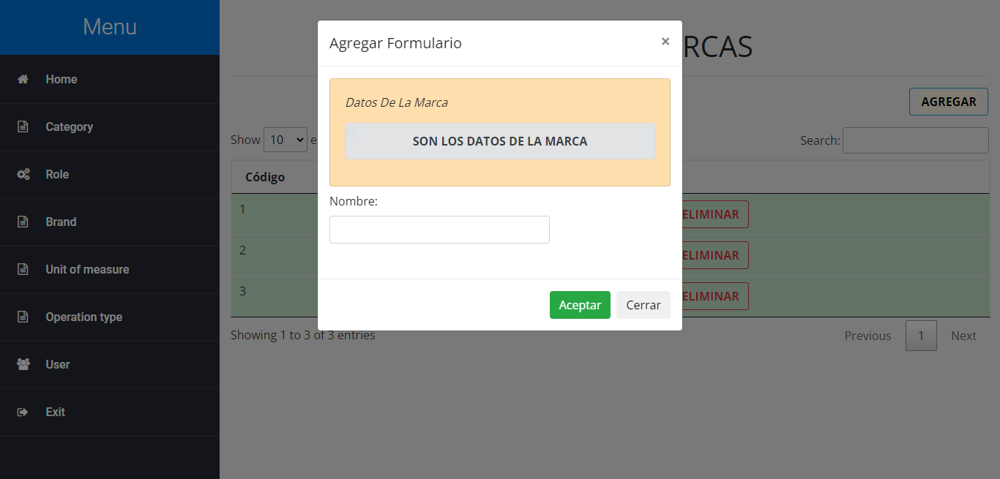 Menu
Home
Category
Role
Brand
Unit of measure
Operation type
User
Exit
Agregar Formulario
×
Datos De La Marca
SON LOS DATOS DE LA MARCA
Nombre:
Aceptar
Cerrar
RCAS
AGREGAR
Show 10 e
Search:
Código
1
ELIMINAR
2
ELIMINAR
3
ELIMINAR
Showing 1 to 3 of 3 entries
Previous 1 Next